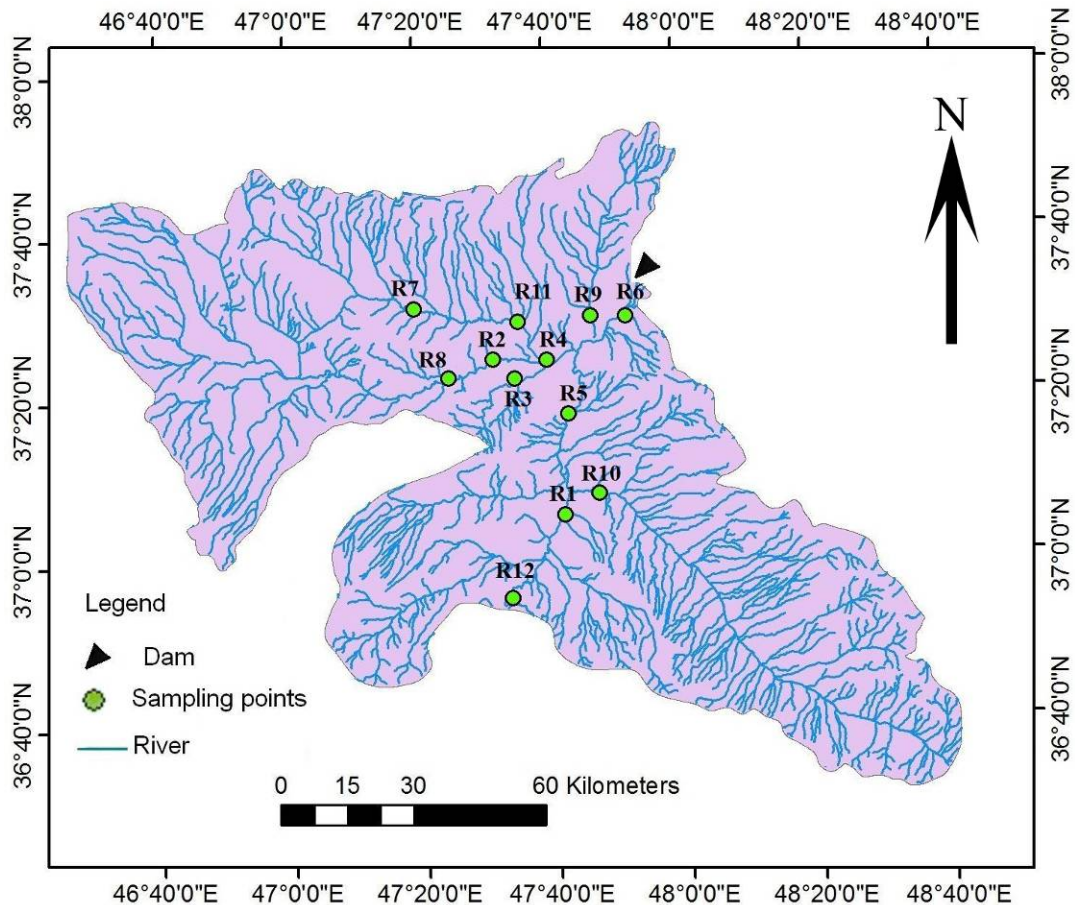 46°40'0"E 47°0'0"E 47°20'0"E 47°40'0"E 48°0'0"E 48°20'0"E 48°40'0"E
38°0'0"N
38°0'0"N
N
37°40'0"N
37°40'0"N
R7
R11
R9
R6
R2
R4
R8
R3
R5
37°20'0"N
37°20'0"N
R10
R1
R12
37°0'0"N
37°0'0"N
Legend
Dam
Sampling points
River
36°40'0"N
36°40'0"N
0 15 30 60 Kilometers
46°40'0"E 47°0'0"E 47°20'0"E 47°40'0"E 48°0'0"E 48°20'0"E 48°40'0"E